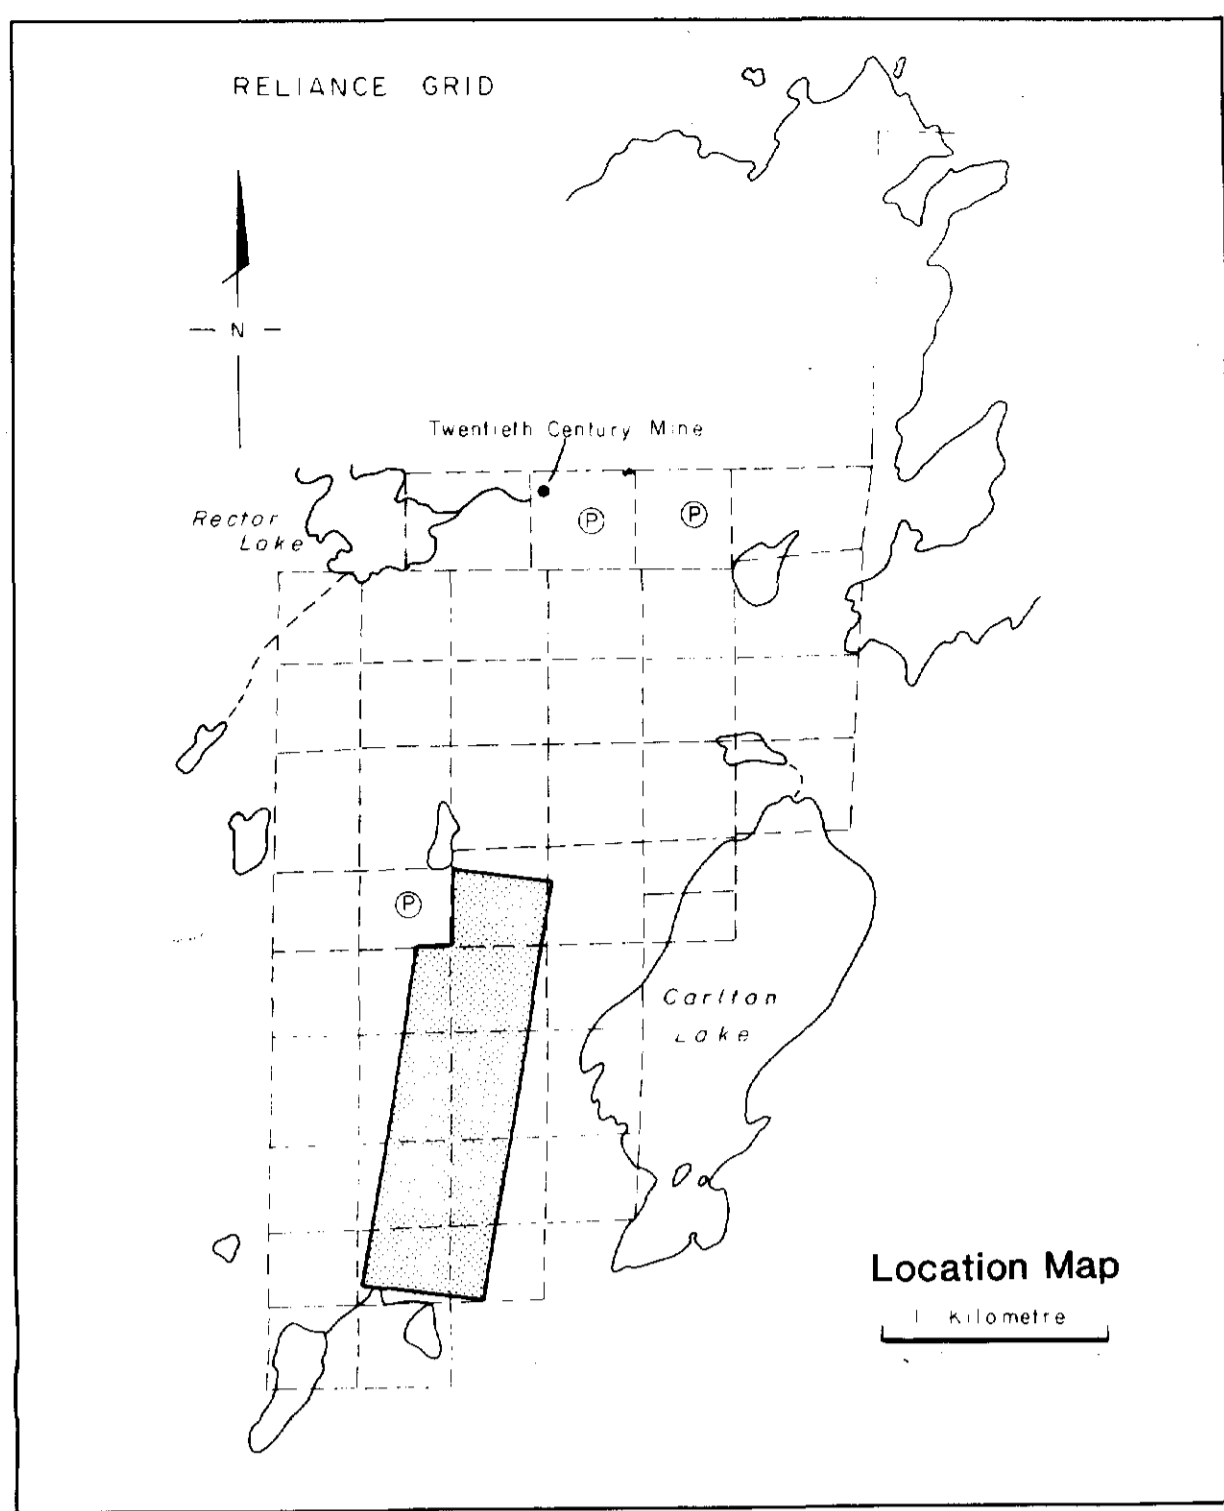 RELIANCE GRID
— N —
Twentieth Century Mine
Rector
Lake
P
P
P
Carlton
Lake
Location Map
1 Kilometre